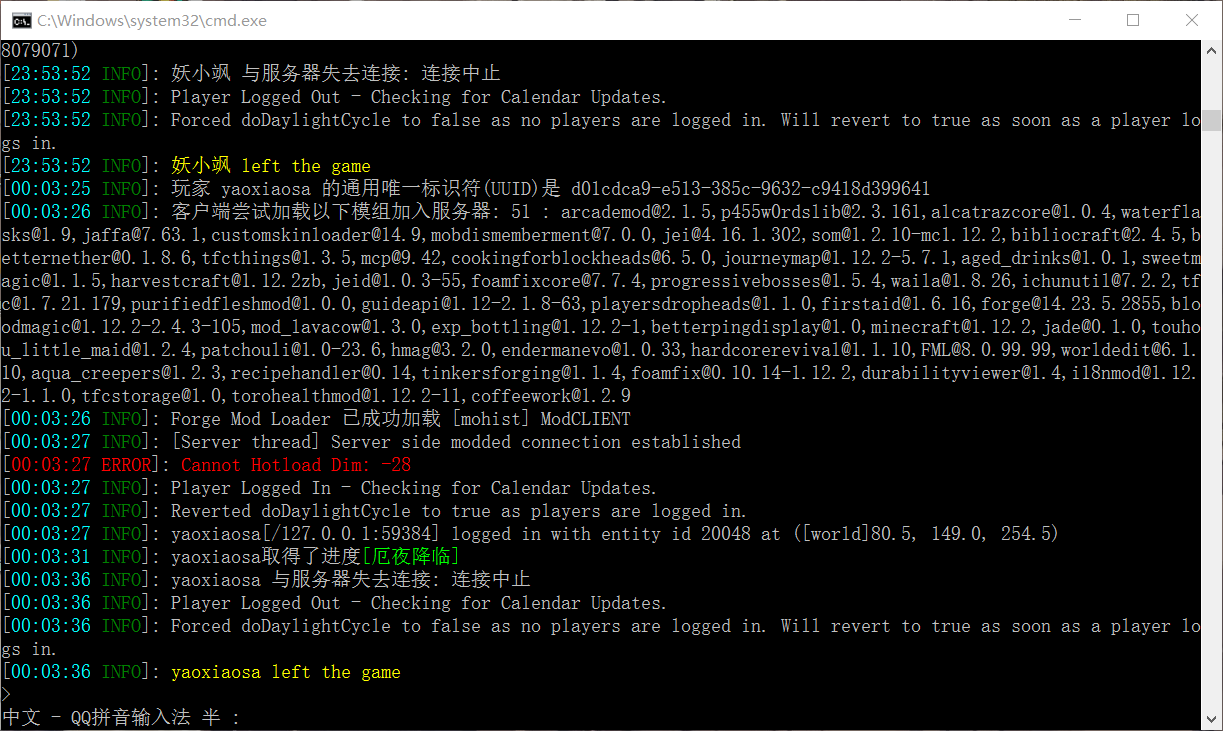 C:\Windows\system32\cmd.exe
8079071)
[23:53:52 INFO]: 妖小飒 与服务器失去连接: 连接中止
[23:53:52 INFO]: Player Logged Out - Checking for Calendar Updates.
[23:53:52 INFO]: Forced doDaylightCycle to false as no players are logged in. Will revert to true as soon as a player lo
gs in.
[23:53:52 INFO]: 妖小飒 left the game
[00:03:25 INFO]: 玩家 yaoxiaosa 的通用唯一标识符(UUID)是 d01cdca9-e513-385c-9632-c9418d399641
[00:03:26 INFO]: 客户端尝试加载以下模组加入服务器: 51 : arcademod@2.1.5,p455w0rdslib@2.3.161,alcatrazcore@1.0.4,waterfla
sks@1.9,jaffa@7.63.1,customskinloader@14.9,mobdismemberment@7.0.0,jei@4.16.1.302,som@1.2.10-mc1.12.2,bibliocraft@2.4.5,b
etternether@0.1.8.6,tfcthings@1.3.5,mcp@9.42,cookingforblockheads@6.5.0,journeymap@1.12.2-5.7.1,aged_drinks@1.0.1,sweetm
agic@1.1.5,harvestcraft@1.12.2zb,jeid@1.0.3-55,foamfixcore@7.7.4,progressivebosses@1.5.4,waila@1.8.26,ichunutil@7.2.2,tf
c@1.7.21.179,purifiedfleshmod@1.0.0,guideapi@1.12-2.1.8-63,playersdropheads@1.1.0,firstaid@1.6.16,forge@14.23.5.2855,blo
odmagic@1.12.2-2.4.3-105,mod_lavacow@1.3.0,exp_bottling@1.12.2-1,betterpingdisplay@1.0,minecraft@1.12.2,jade@0.1.0,touho
u_little_maid@1.2.4,patchouli@1.0-23.6,hmag@3.2.0,endermanevo@1.0.33,hardcorerevival@1.1.10,FML@8.0.99.99,worldedit@6.1.
10,aqua_creepers@1.2.3,recipehandler@0.14,tinkersforging@1.1.4,foamfix@0.10.14-1.12.2,durabilityviewer@1.4,i18nmod@1.12.
2-1.1.0,tfcstorage@1.0,torohealthmod@1.12.2-11,coffeework@1.2.9
[00:03:26 INFO]: Forge Mod Loader 已成功加载 [mohist] ModCLIENT
[00:03:27 INFO]: [Server thread] Server side modded connection established
[00:03:27 ERROR]: Cannot Hotload Dim: -28
[00:03:27 INFO]: Player Logged In - Checking for Calendar Updates.
[00:03:27 INFO]: Reverted doDaylightCycle to true as players are logged in.
[00:03:27 INFO]: yaoxiaosa[/127.0.0.1:59384] logged in with entity id 20048 at ([world]80.5, 149.0, 254.5)
[00:03:31 INFO]: yaoxiaosa取得了进度[厄夜降临]
[00:03:36 INFO]: yaoxiaosa 与服务器失去连接: 连接中止
[00:03:36 INFO]: Player Logged Out - Checking for Calendar Updates.
[00:03:36 INFO]: Forced doDaylightCycle to false as no players are logged in. Will revert to true as soon as a player lo
gs in.
[00:03:36 INFO]: yaoxiaosa left the game
>
中文 - QQ拼音输入法 半 :